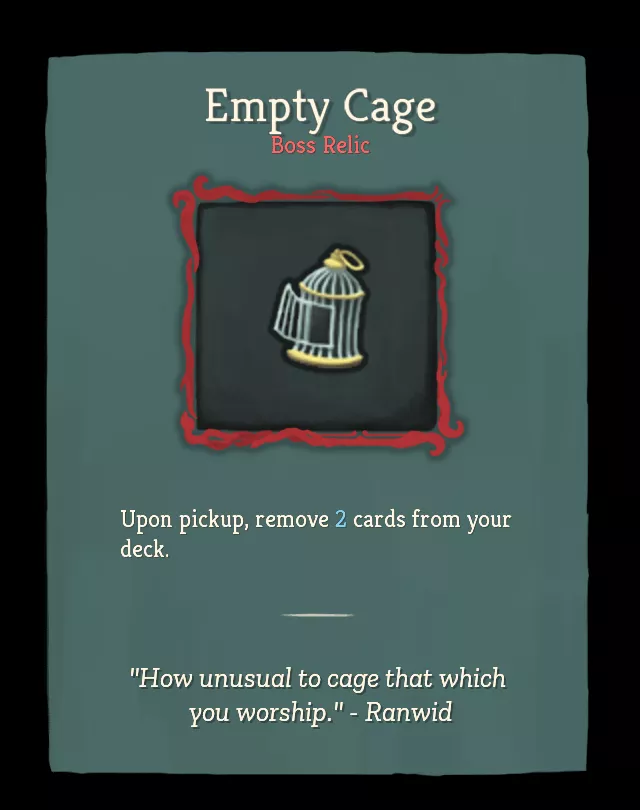 Empty Cage
Boss Relic
Upon pickup, remove 2 cards from your
deck.
"How unusual to cage that which
you worship." - Ranwid